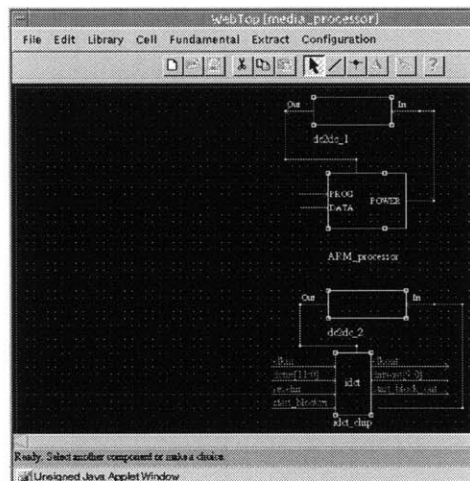 WebTop [media_processor]
File Edit Library Cell Fundamental Extract Configuration
?
Out In
dc2dc_1
PROG
DATA POWER
ARM_processor
Out In
dc2dc_2
idct
idct_chip
Ready. Select another component or make a choice.
Unsigned Java Applet Window